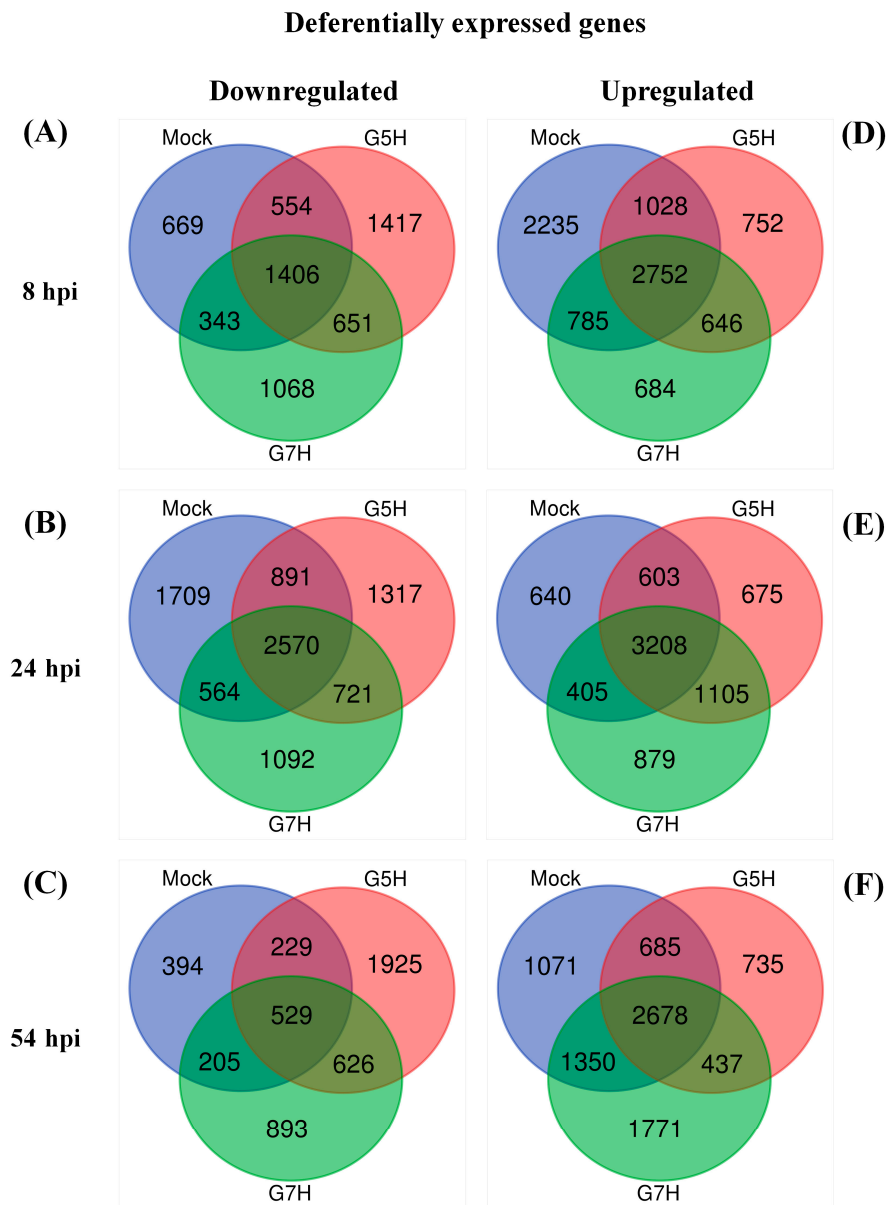 Deferentially expressed genes
Downregulated Upregulated
(A) Mock G5H Mock G5H (D)
554 1028
669 1417 2235 752
8 hpi 1406 2752
343 651 785 646
1068 684
G7H G7H
(B) Mock G5H Mock G5H (E)
891 603
1709 1317 640 675
24 hpi 2570 3208
564 721 405 1105
1092 879
G7H G7H
(C) Mock G5H Mock G5H (F)
229 685
394 1925 1071 735
54 hpi 529 2678
205 626 1350 437
893 1771
G7H G7H